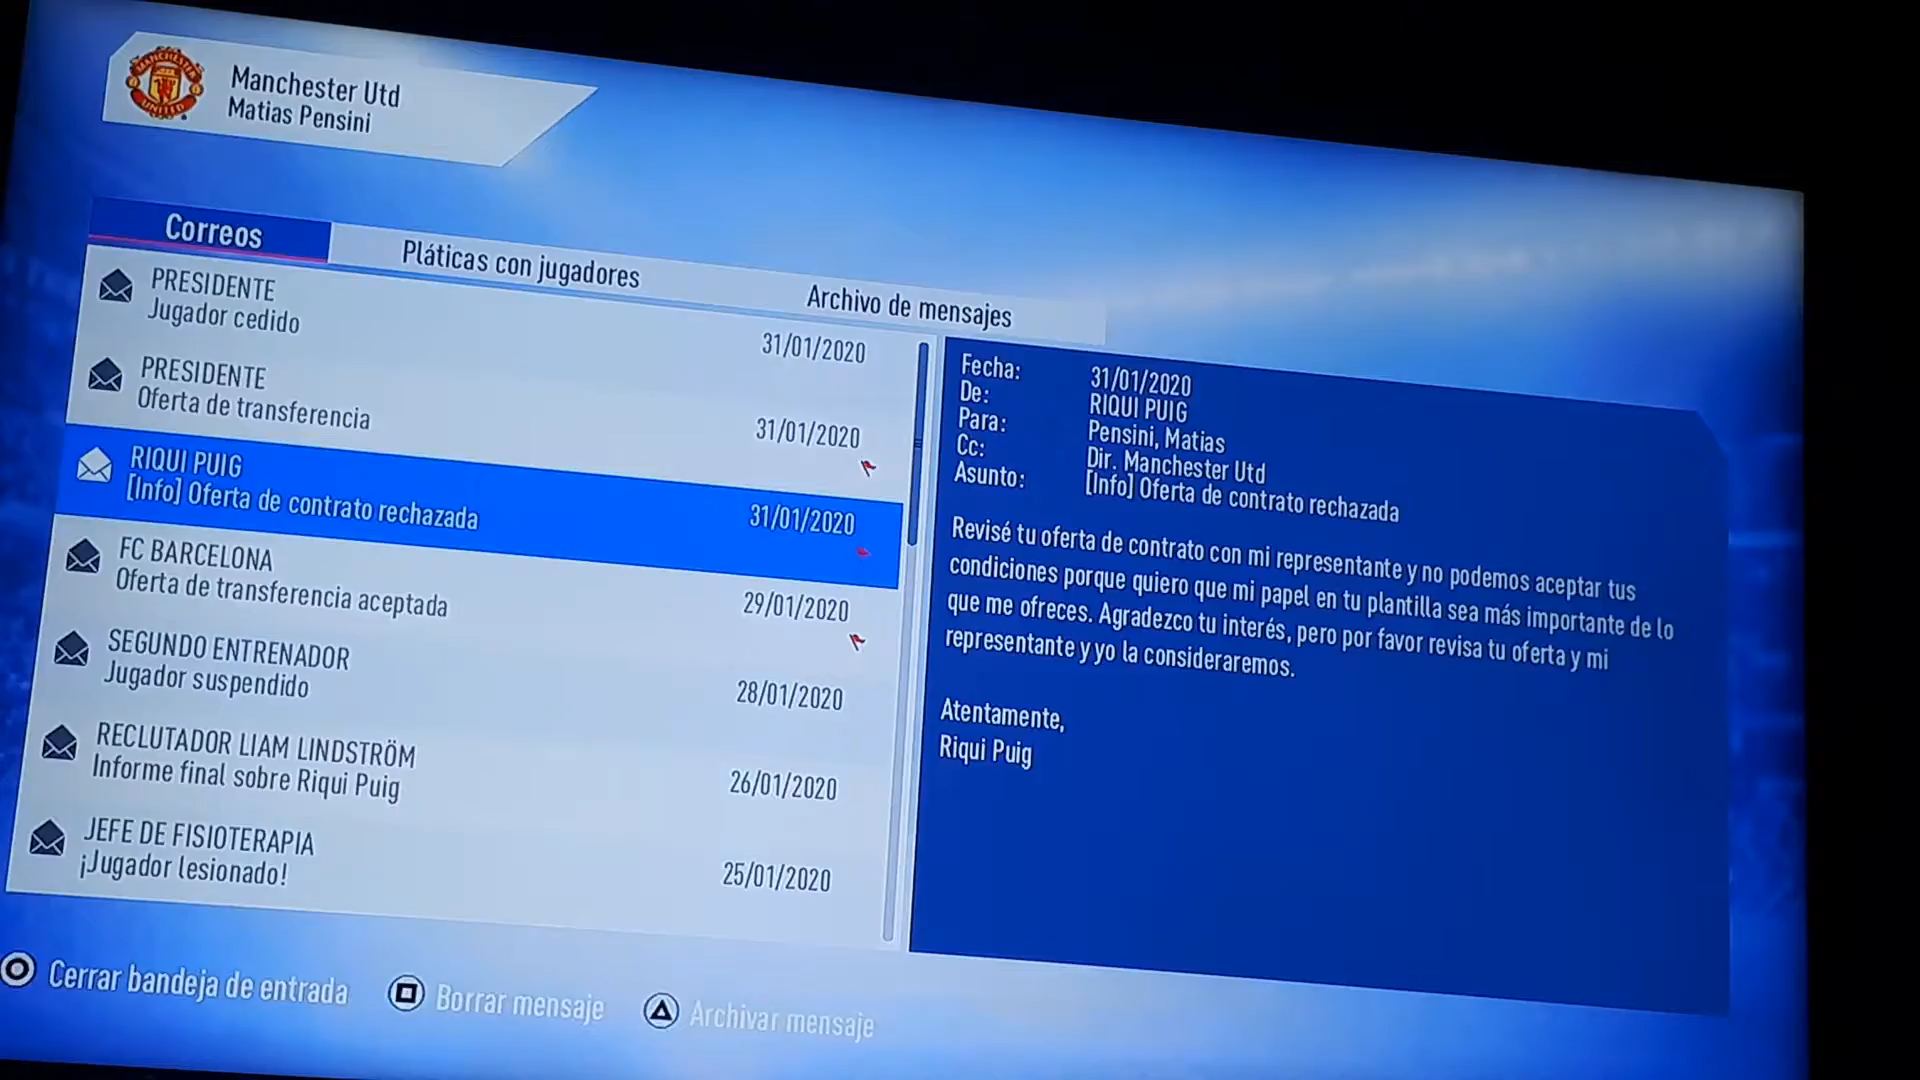 MANCHESTER
UNITED
Manchester Utd
Matias Pensini
Correos
Pláticas con jugadores
Archivo de mensajes
PRESIDENTE
Jugador cedido
31/01/2020
PRESIDENTE
Oferta de transferencia
31/01/2020
RIQUI PUIG
[Info] Oferta de contrato rechazada
31/01/2020
FC BARCELONA
Oferta de transferencia aceptada
29/01/2020
SEGUNDO ENTRENADOR
Jugador suspendido
28/01/2020
RECLUTADOR LIAM LINDSTRÖM
Informe final sobre Riqui Puig
26/01/2020
JEFE DE FISIOTERAPIA
¡Jugador lesionado!
25/01/2020
Fecha: 31/01/2020
De: RIQUI PUIG
Para: Pensini, Matias
Cc: Dir. Manchester Utd
Asunto: [Info] Oferta de contrato rechazada
Revisé tu oferta de contrato con mi representante y no podemos aceptar tus
condiciones porque quiero que mi papel en tu plantilla sea más importante de lo
que me ofreces. Agradezco tu interés, pero por favor revisa tu oferta y mi
representante y yo la consideraremos.
Atentamente,
Riqui Puig
Cerrar bandeja de entrada
Borrar mensaje
Archivar mensaje